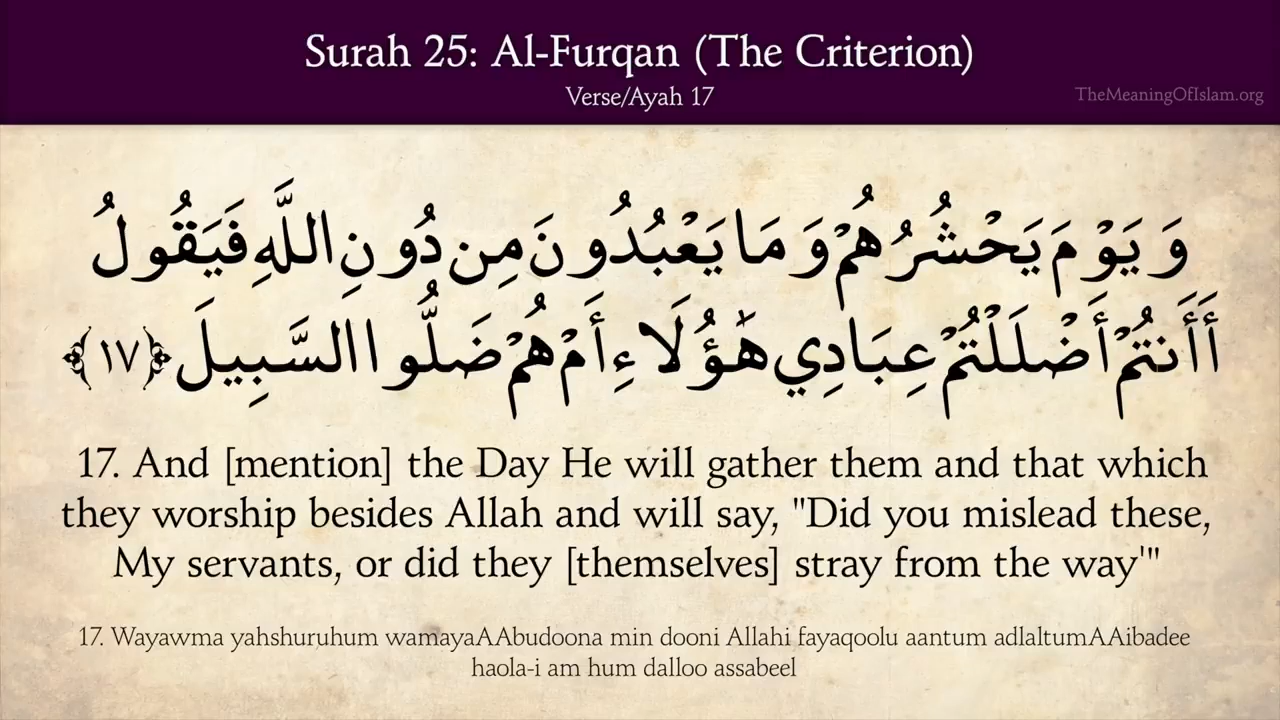 Surah 25: Al-Furqan (The Criterion)
Verse/Ayah 17
TheMeaningOfIslam.org
وَيَوْمَ يَحْشُرُهُمْ وَمَا يَعْبُدُونَ مِن دُونِ اللَّهِ فَيَقُولُ
أَأَنتُمْ أَضْلَلْتُمْ عِبَادِي هَٰؤُلَاءِ أَمْ هُمْ ضَلُّوا السَّبِيلَ ﴿١٧﴾
17. And [mention] the Day He will gather them and that which
they worship besides Allah and will say, "Did you mislead these,
My servants, or did they [themselves] stray from the way'"
17. Wayawma yahshuruhum wamayaAAbudoona min dooni Allahi fayaqoolu aantum adlaltumAAibadee
haola-i am hum dalloo assabeel